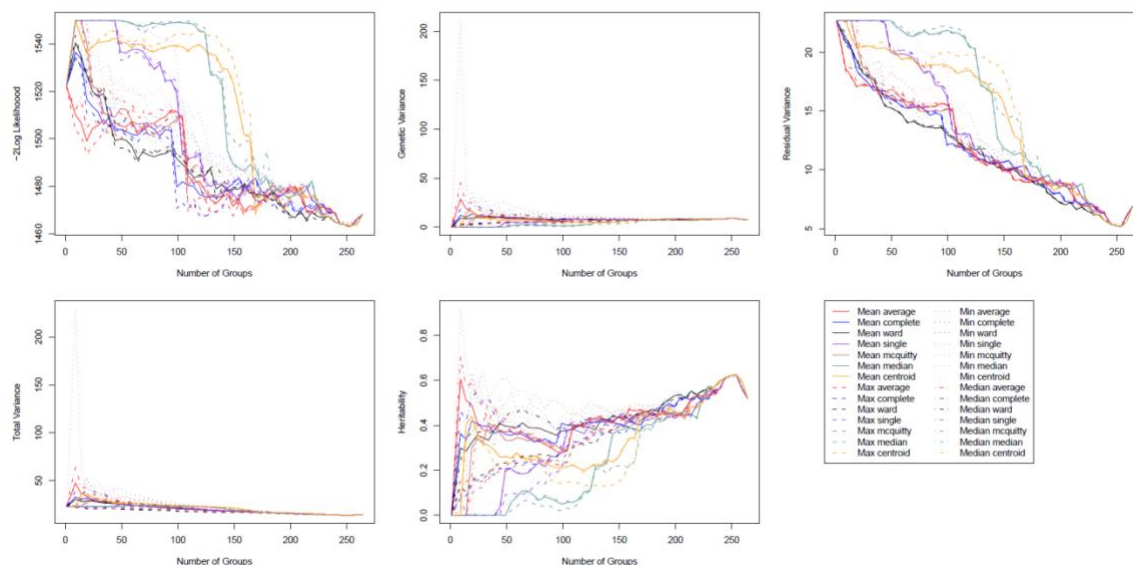 −2Log Likelihoood
1460 1480 1500 1520 1540
0 50 100 150 200 250
Number of Groups
Genetic Variance
0 50 100 150 200
0 50 100 150 200 250
Number of Groups
Residual Variance
5 10 15 20
0 50 100 150 200 250
Number of Groups
Total Variance
50 100 150 200
0 50 100 150 200 250
Number of Groups
Heritability
0.0 0.2 0.4 0.6 0.8
0 50 100 150 200 250
Number of Groups
Mean average
Mean complete
Mean ward
Mean single
Mean mcquitty
Mean median
Mean centroid
Max average
Max complete
Max ward
Max single
Max mcquitty
Max median
Max centroid
Min average
Min complete
Min ward
Min single
Min mcquitty
Min median
Min centroid
Median average
Median complete
Median ward
Median single
Median mcquitty
Median median
Median centroid